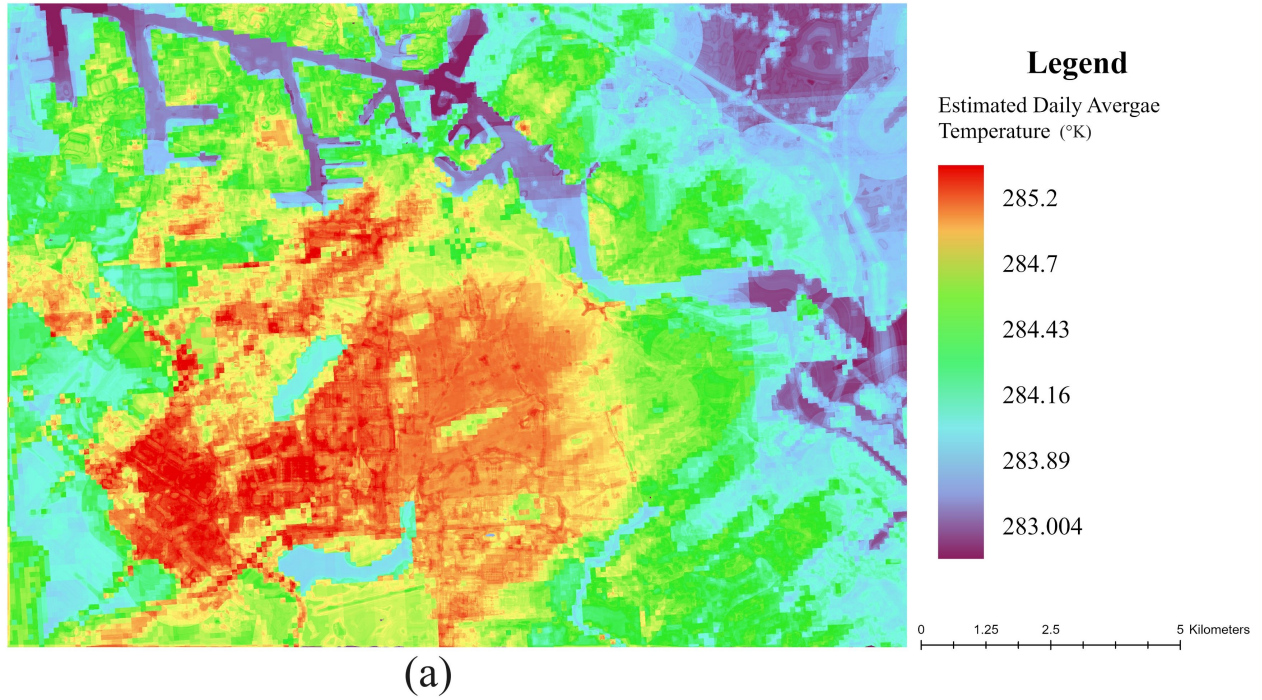 Legend
Estimated Daily Avergae
Temperature (°K)
285.2
284.7
284.43
284.16
283.89
283.004
0 1.25 2.5 5 Kilometers
(a)